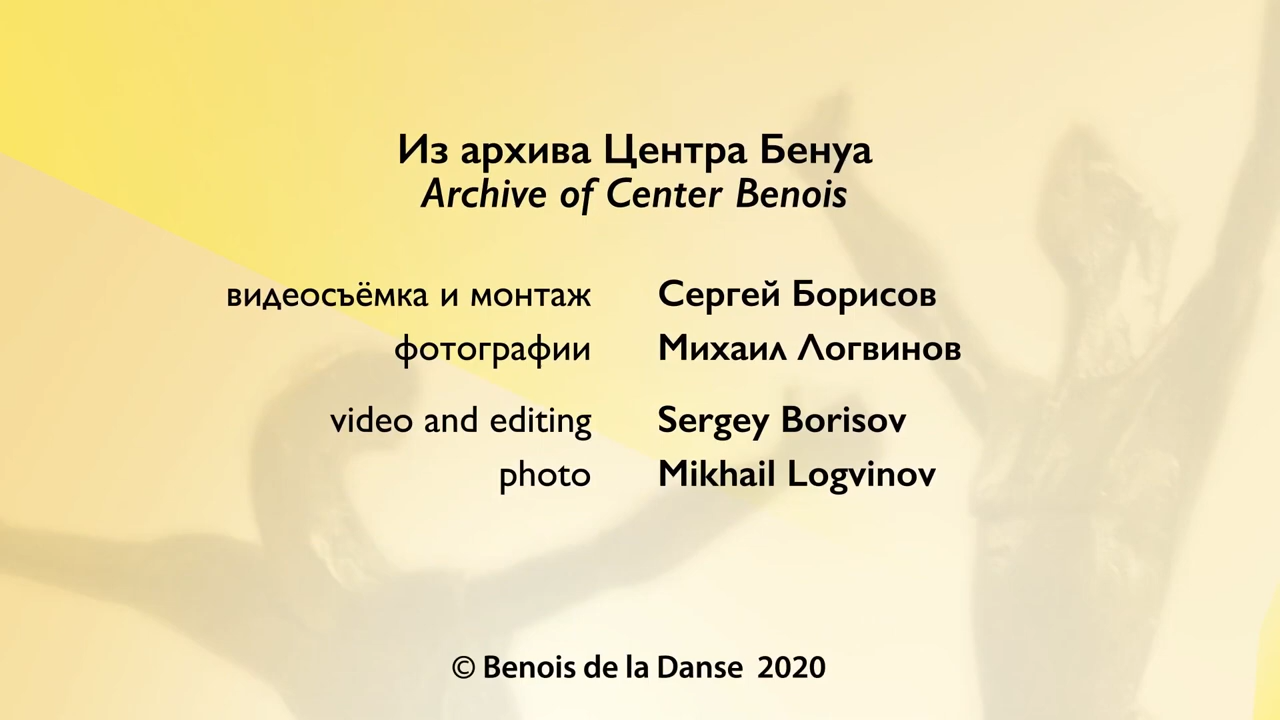 Из архива Центра Бенуа
Archive of Center Benois
видеосъёмка и монтаж Сергей Борисов
фотографии Михаил Логвинов
video and editing Sergey Borisov
photo Mikhail Logvinov
© Benois de la Danse 2020